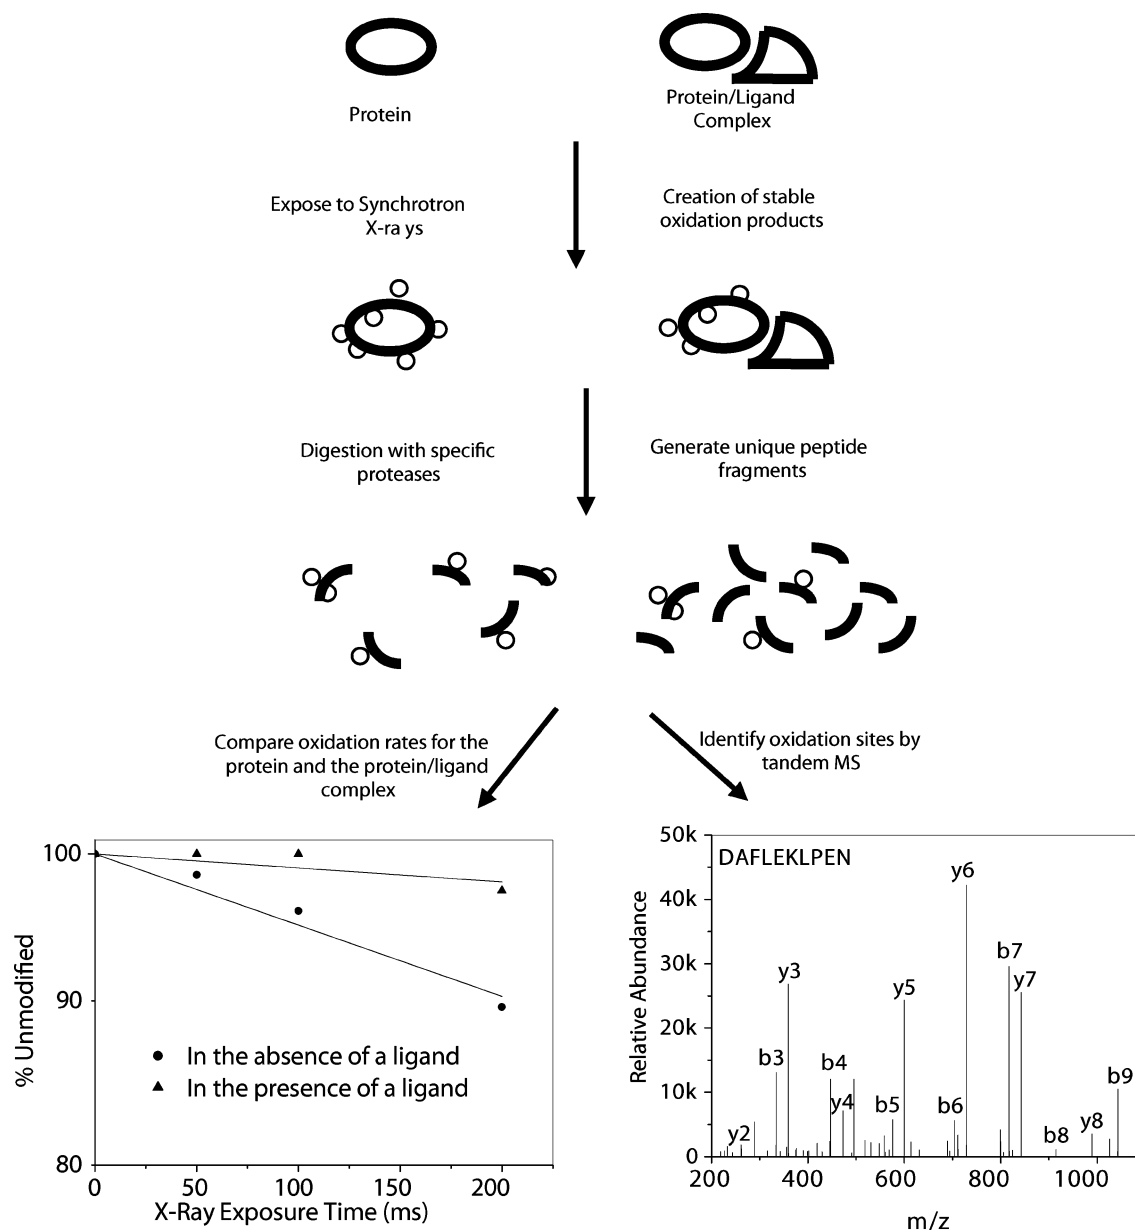 Protein
Protein/Ligand
Complex
Expose to Synchrotron
X-ra ys
Creation of stable
oxidation products
Digestion with specific
proteases
Generate unique peptide
fragments
Compare oxidation rates for the
protein and the protein/ligand
complex
Identify oxidation sites by
tandem MS
100
90
80
% Unmodified
In the absence of a ligand
In the presence of a ligand
0 50 100 150 200
X-Ray Exposure Time (ms)
50k
40k
30k
20k
10k
0
Relative Abundance
DAFLEKLPEN
y6
b7
y3
y5
y7
b3
b4
b9
y4
b5
b6
y8
y2
b8
200 400 600 800 1000
m/z